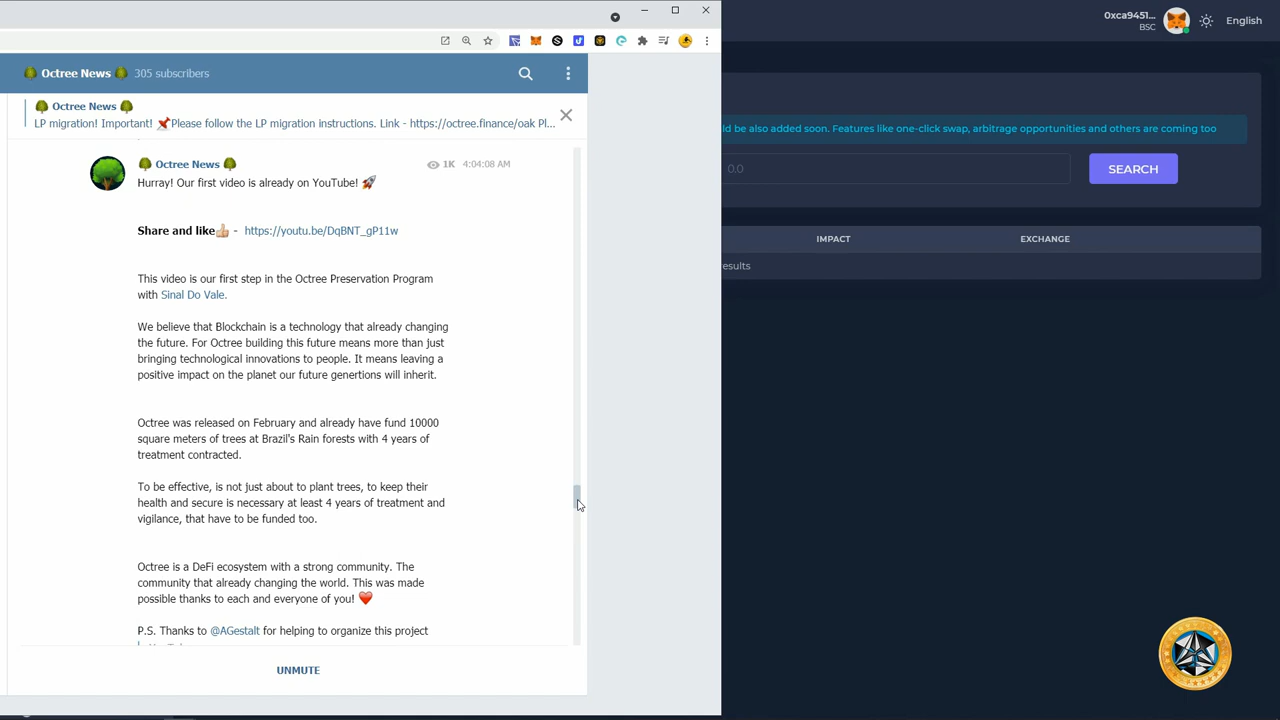 0xca9451...
BSC
English
Octree News 305 subscribers
Octree News
LP migration! Important! 📌Please follow the LP migration instructions. Link - https://octree.finance/oak Pl...
Octree News 1K 4:04:08 AM
Hurray! Our first video is already on YouTube! 🚀
Share and like👍 - https://youtu.be/DqBNT_gP11w
This video is our first step in the Octree Preservation Program
with Sinal Do Vale.
We believe that Blockchain is a technology that already changing
the future. For Octree building this future means more than just
bringing technological innovations to people. It means leaving a
positive impact on the planet our future genertions will inherit.
Octree was released on February and already have fund 10000
square meters of trees at Brazil's Rain forests with 4 years of
treatment contracted.
To be effective, is not just about to plant trees, to keep their
health and secure is necessary at least 4 years of treatment and
vigilance, that have to be funded too.
Octree is a DeFi ecosystem with a strong community. The
community that already changing the world. This was made
possible thanks to each and everyone of you! ❤️
P.S. Thanks to @AGestalt for helping to organize this project
UNMUTE
ld be also added soon. Features like one-click swap, arbitrage opportunities and others are coming too
0.0
SEARCH
IMPACT EXCHANGE
esults